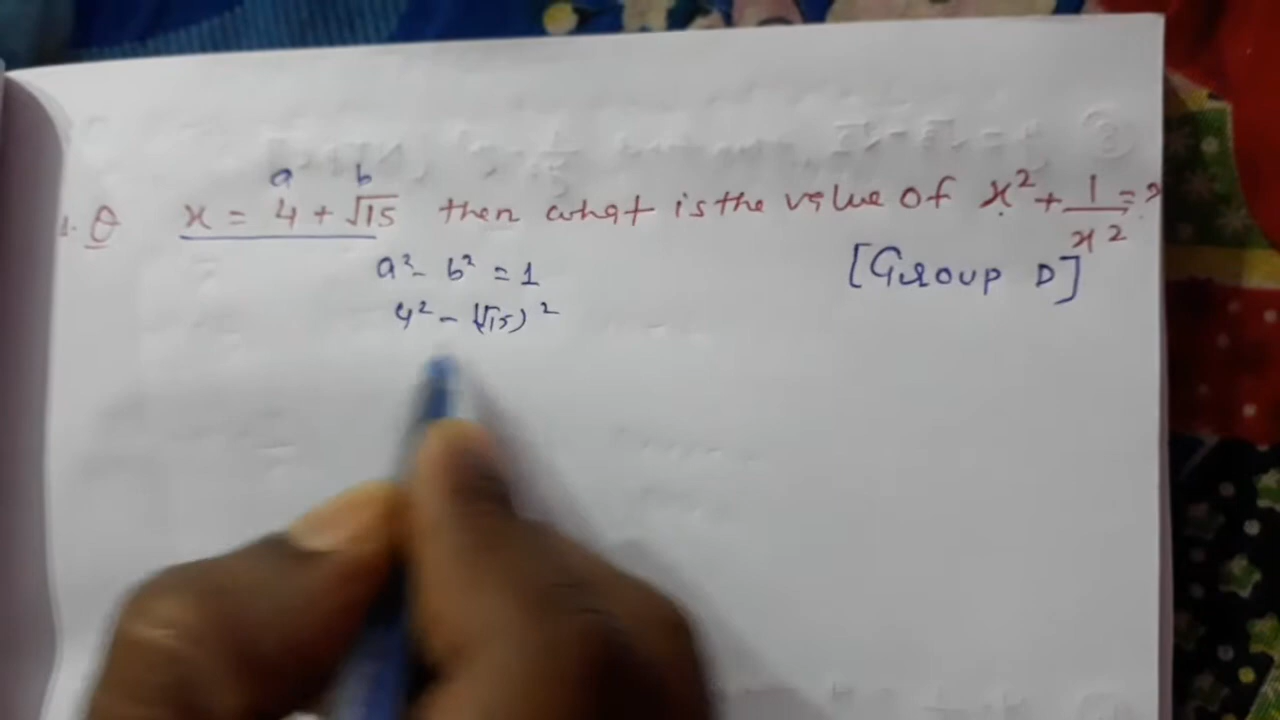 a b
1. Q x = 4 + √15 then what is the value of x² + 1/x² = ?
a² - b² = 1
4² - (√15)²
[Group D]